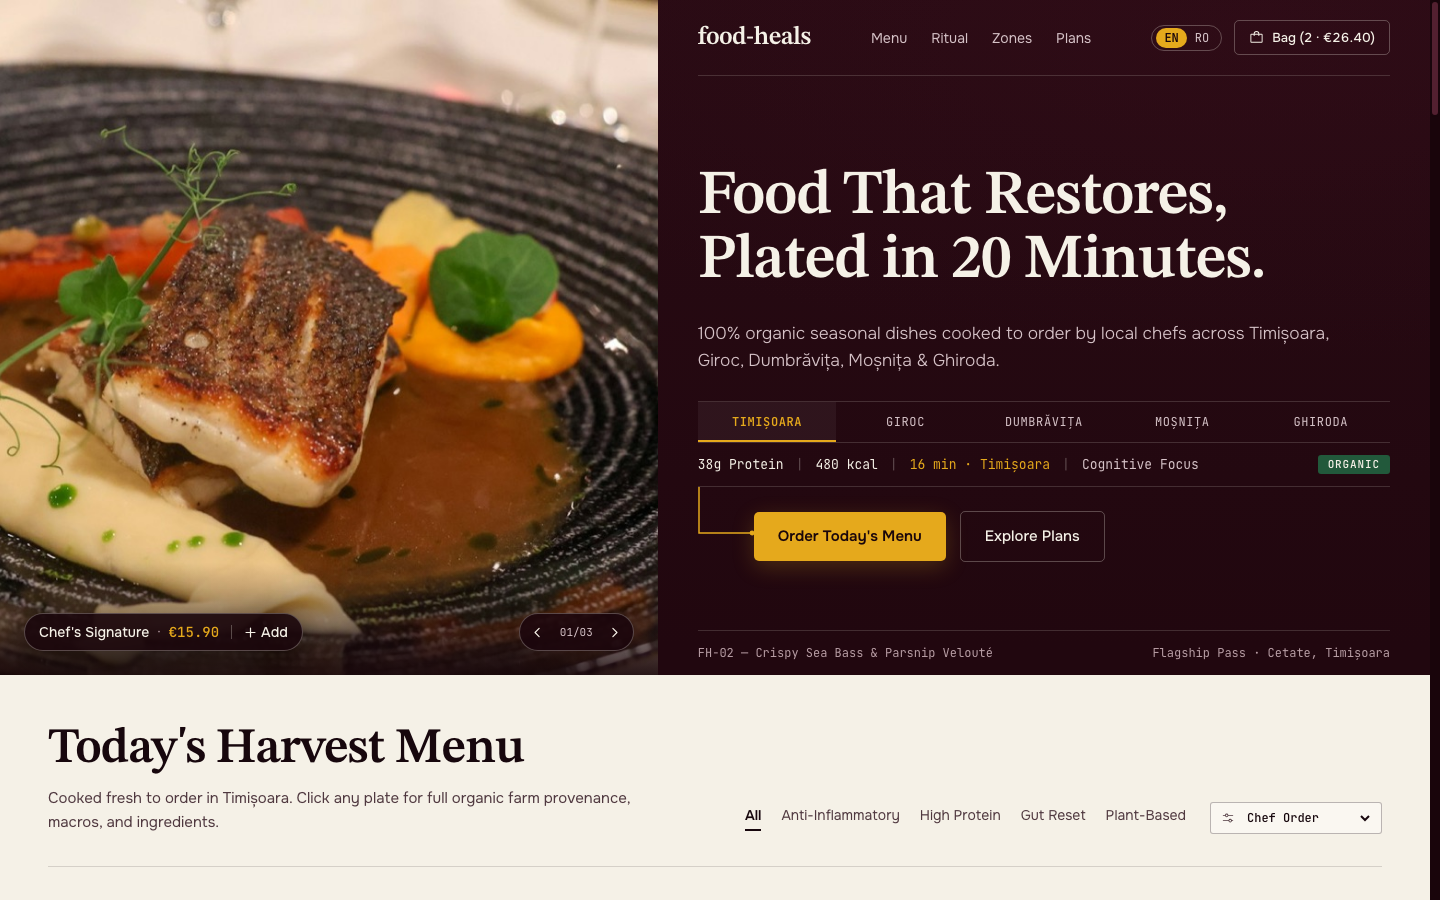 food-heals
Menu Ritual Zones Plans
EN RO
Bag (2 · €26.40)
Food That Restores,
Plated in 20 Minutes.
100% organic seasonal dishes cooked to order by local chefs across Timișoara,
Giroc, Dumbrăvița, Moșnița & Ghiroda.
TIMIȘOARA GIROC DUMBRĂVIȚA MOȘNIȚA GHIRODA
38g Protein | 480 kcal | 16 min · Timișoara | Cognitive Focus ORGANIC
Order Today's Menu Explore Plans
Chef's Signature · €15.90 | + Add
01/03
FH-02 — Crispy Sea Bass & Parsnip Velouté Flagship Pass · Cetate, Timișoara
Today's Harvest Menu
Cooked fresh to order in Timișoara. Click any plate for full organic farm provenance,
macros, and ingredients.
All Anti-Inflammatory High Protein Gut Reset Plant-Based Chef Order